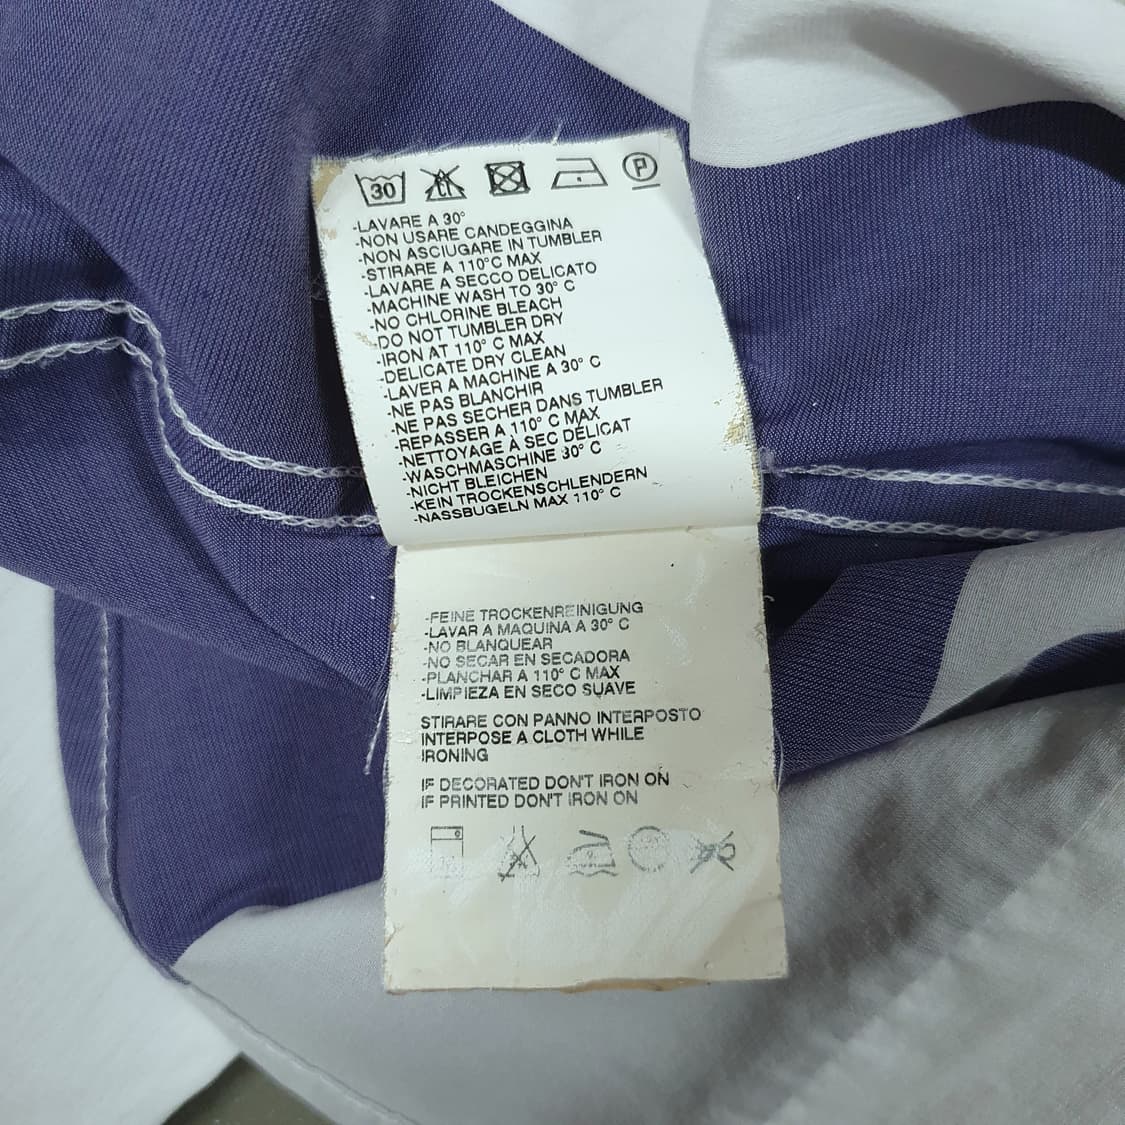 30 cl P
-LAVARE A 30°
-NON USARE CANDEGGINA
-NON ASCIUGARE IN TUMBLER
-STIRARE A 110°C MAX
-LAVARE A SECCO DELICATO
-MACHINE WASH TO 30° C
-NO CHLORINE BLEACH
-DO NOT TUMBLER DRY
-IRON AT 110° C MAX
-DELICATE DRY CLEAN
-LAVER A MACHINE A 30° C
-NE PAS BLANCHIR
-NE PAS SECHER DANS TUMBLER
-REPASSER A 110° C MAX
-NETTOYAGE À SEC DÉLICAT
-WASCHMASCHINE 30° C
-NICHT BLEICHEN
-KEIN TROCKENSCHLENDERN
-NASSBUGELN MAX 110° C
-FEINE TROCKENREINIGUNG
-LAVAR A MAQUINA A 30° C
-NO BLANQUEAR
-NO SECAR EN SECADORA
-PLANCHAR A 110° C MAX
-LIMPIEZA EN SECO SUAVE
STIRARE CON PANNO INTERPOSTO
INTERPOSE A CLOTH WHILE
IRONING
IF DECORATED DON'T IRON ON
IF PRINTED DON'T IRON ON